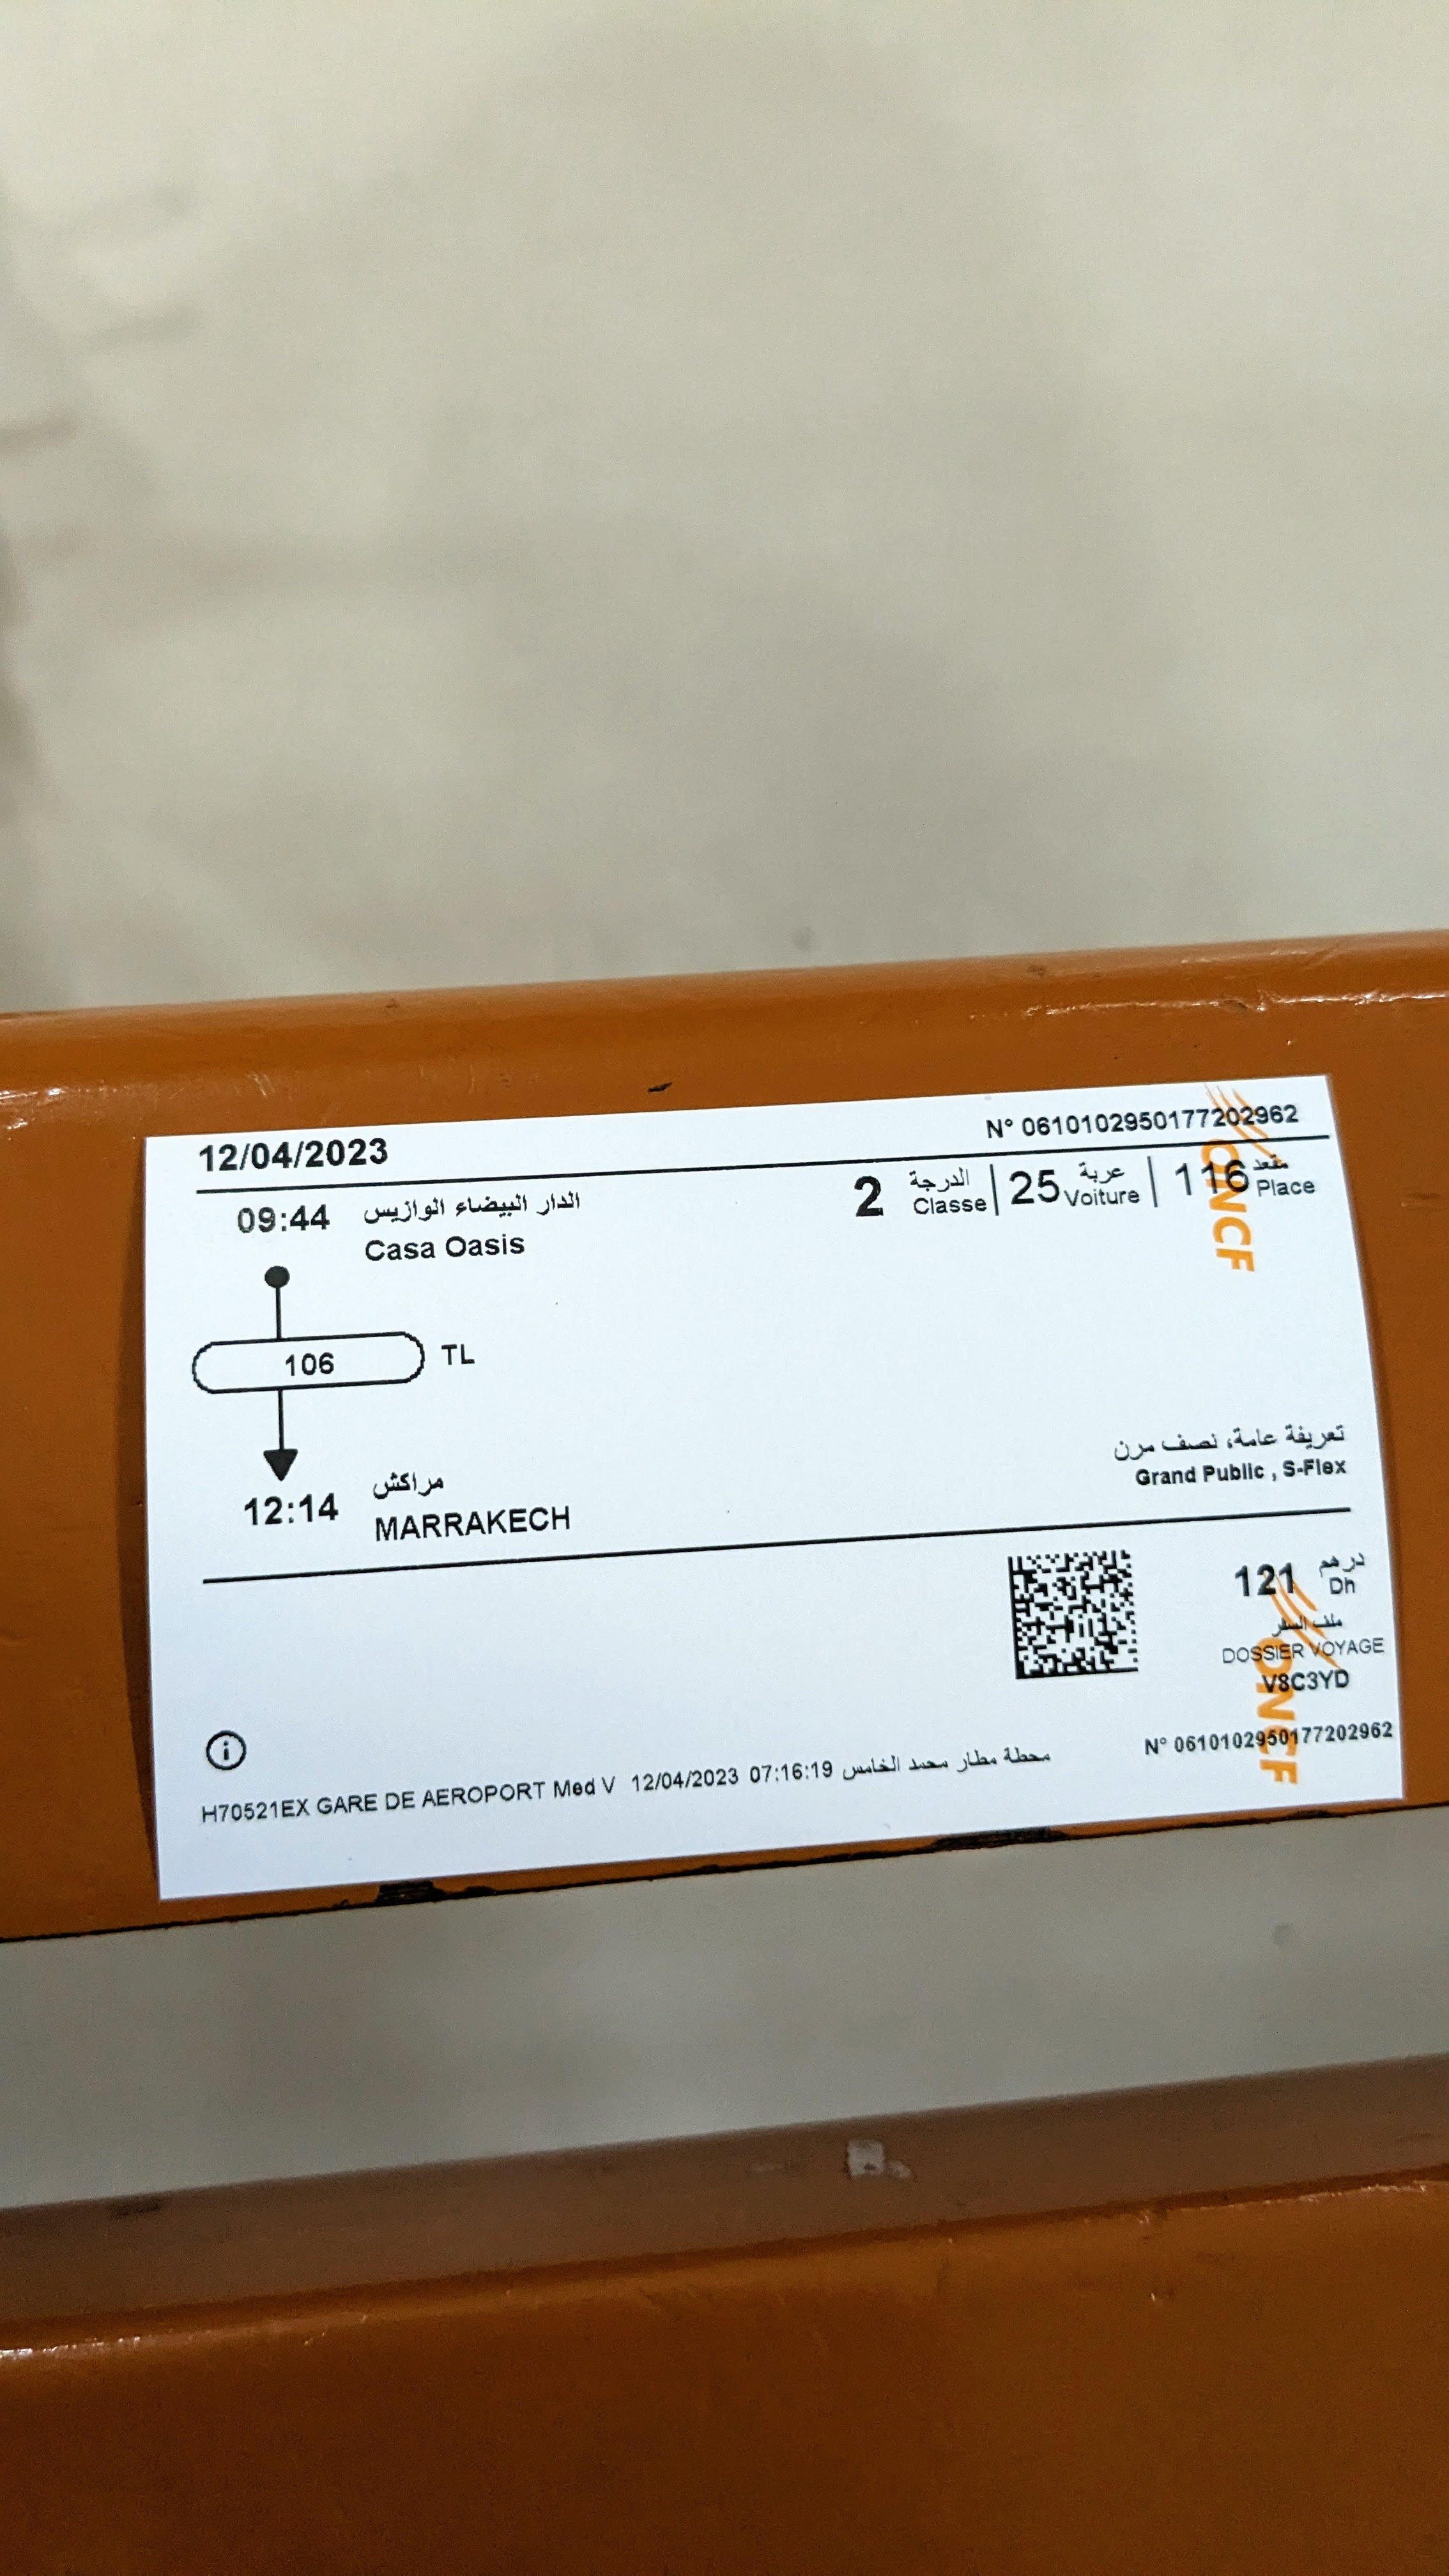 12/04/2023
N° 0610102950177202962
09:44 الدار البيضاء الوازيس
Casa Oasis
2 الدرجة Classe
25 عربة Voiture
116 مقعد Place
ONCF
106 TL
12:14 مراكش
MARRAKECH
تعريفة عامة، نصف مرن
Grand Public , S-Flex
121 درهم Dh
ملف السفر
DOSSIER VOYAGE
V8C3YD
ONCF
N° 0610102950177202962
i
H70521EX GARE DE AEROPORT Med V 12/04/2023 07:16:19 محطة مطار محمد الخامس